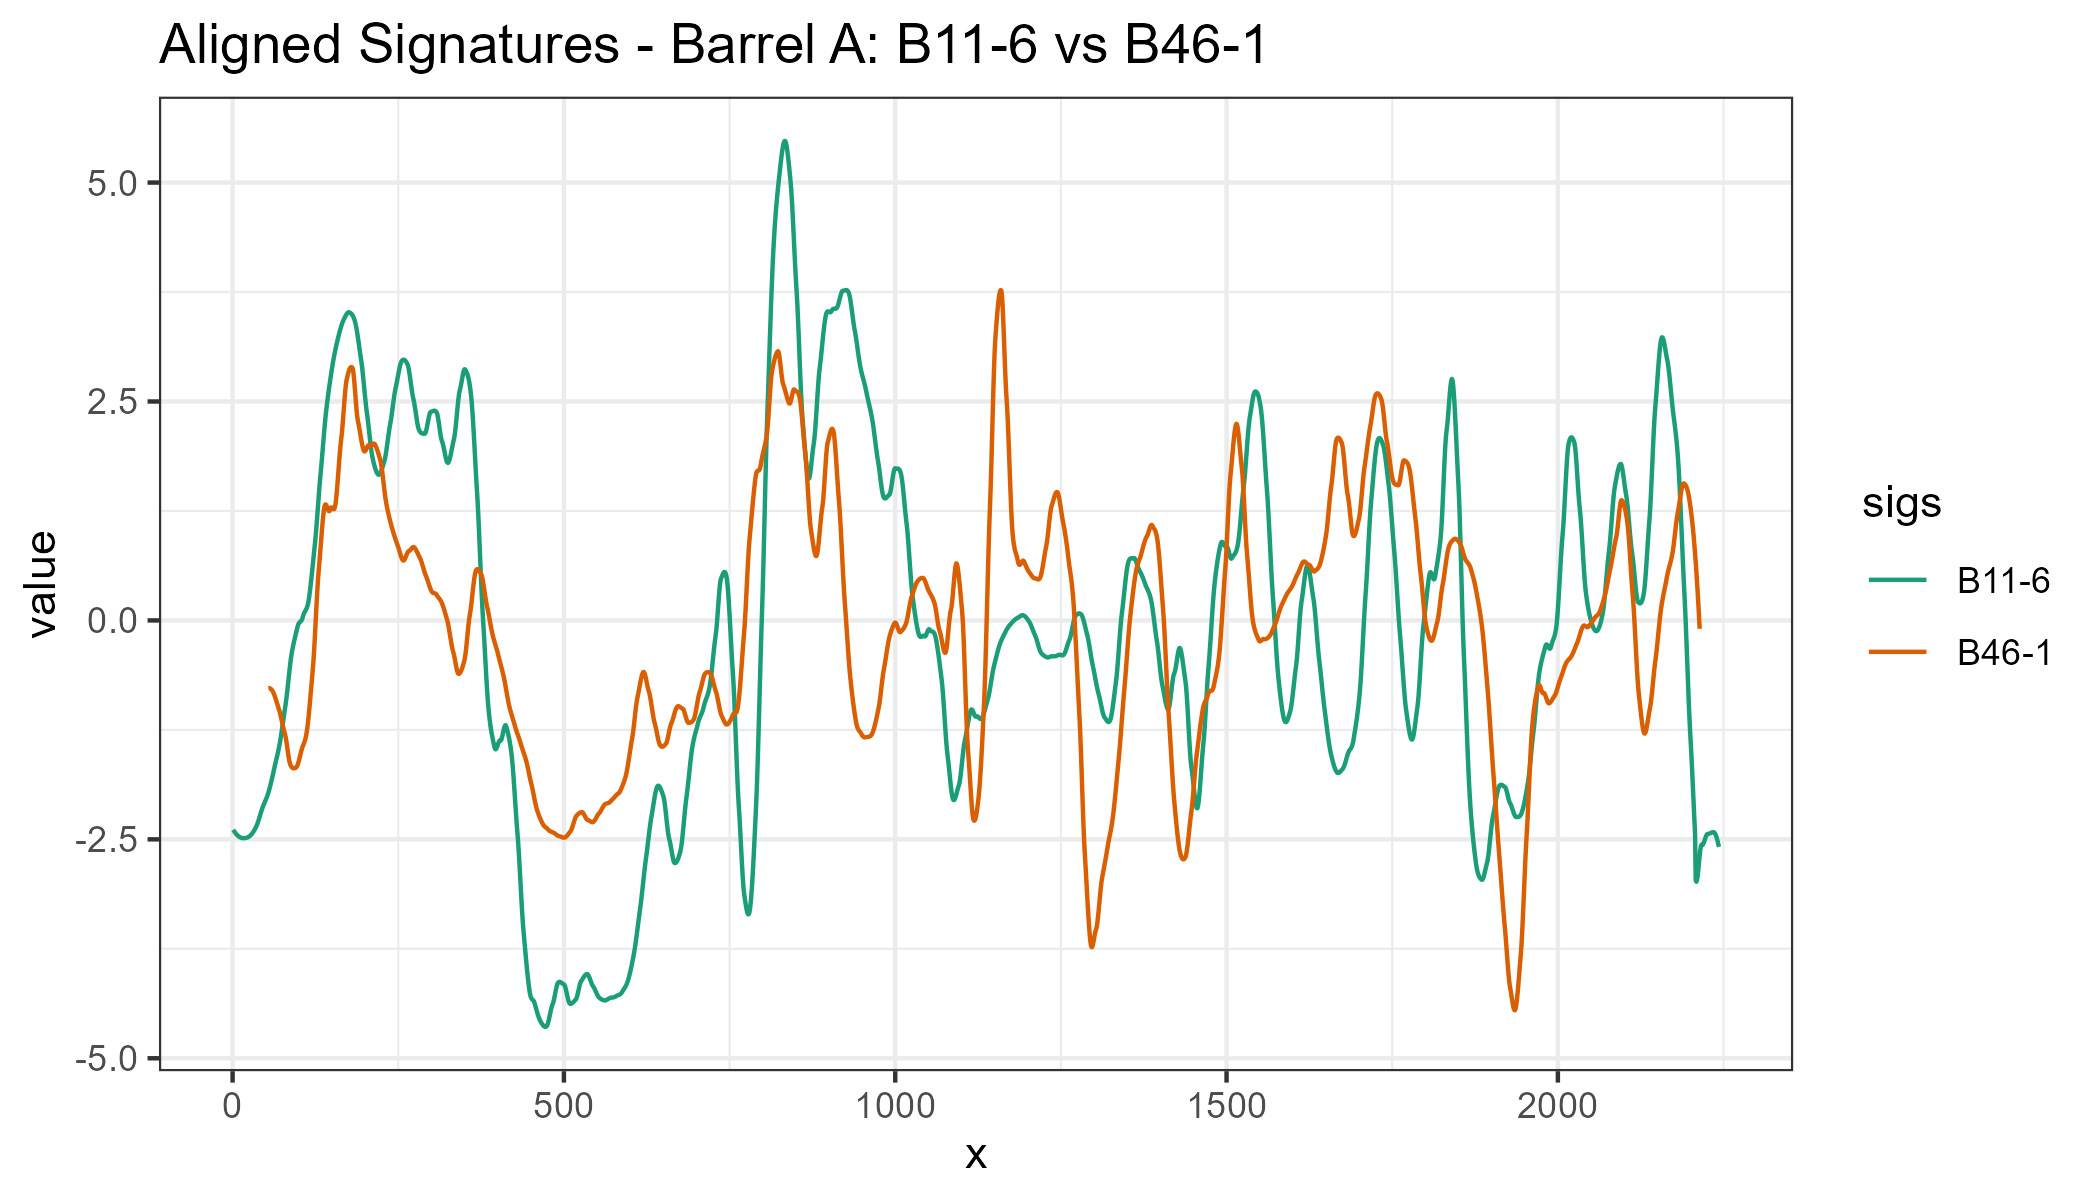 Aligned Signatures - Barrel A: B11-6 vs B46-1
value
5.0
2.5
0.0
-2.5
-5.0
0 500 1000 1500 2000
x
sigs
B11-6
B46-1